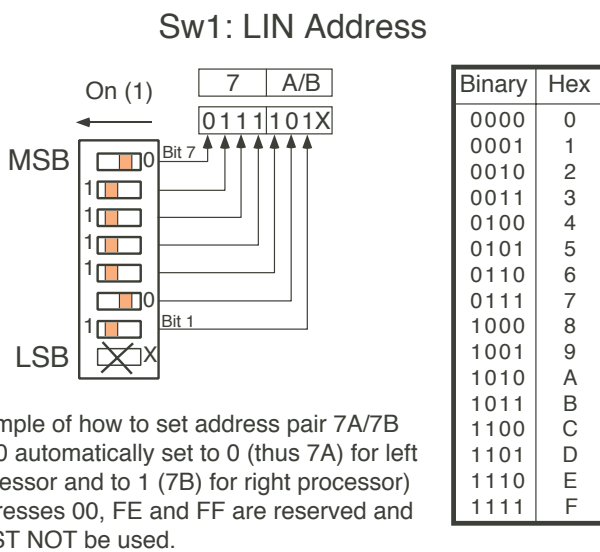 Sw1: LIN Address
On (1)
7 A/B
0111101X
MSB
0 Bit 7
1
1
1
1
0
1 Bit 1
LSB X
mple of how to set address pair 7A/7B
0 automatically set to 0 (thus 7A) for left
essor and to 1 (7B) for right processor)
resses 00, FE and FF are reserved and
ST NOT be used.
Binary Hex
0000 0
0001 1
0010 2
0011 3
0100 4
0101 5
0110 6
0111 7
1000 8
1001 9
1010 A
1011 B
1100 C
1101 D
1110 E
1111 F